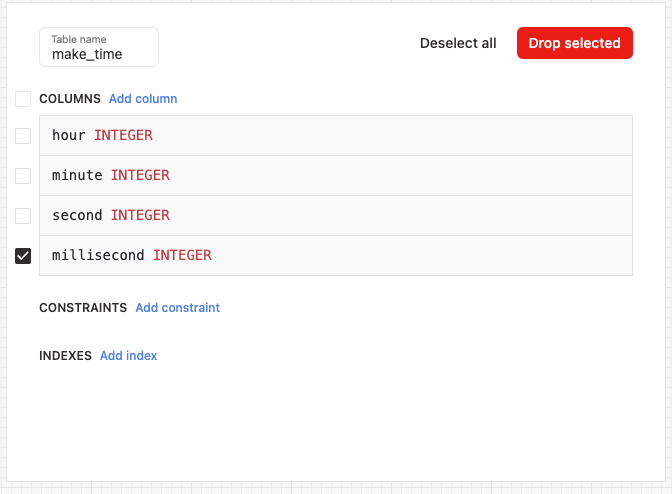 Table name
make_time
Deselect all
Drop selected
COLUMNS Add column
hour INTEGER
minute INTEGER
second INTEGER
millisecond INTEGER
CONSTRAINTS Add constraint
INDEXES Add index